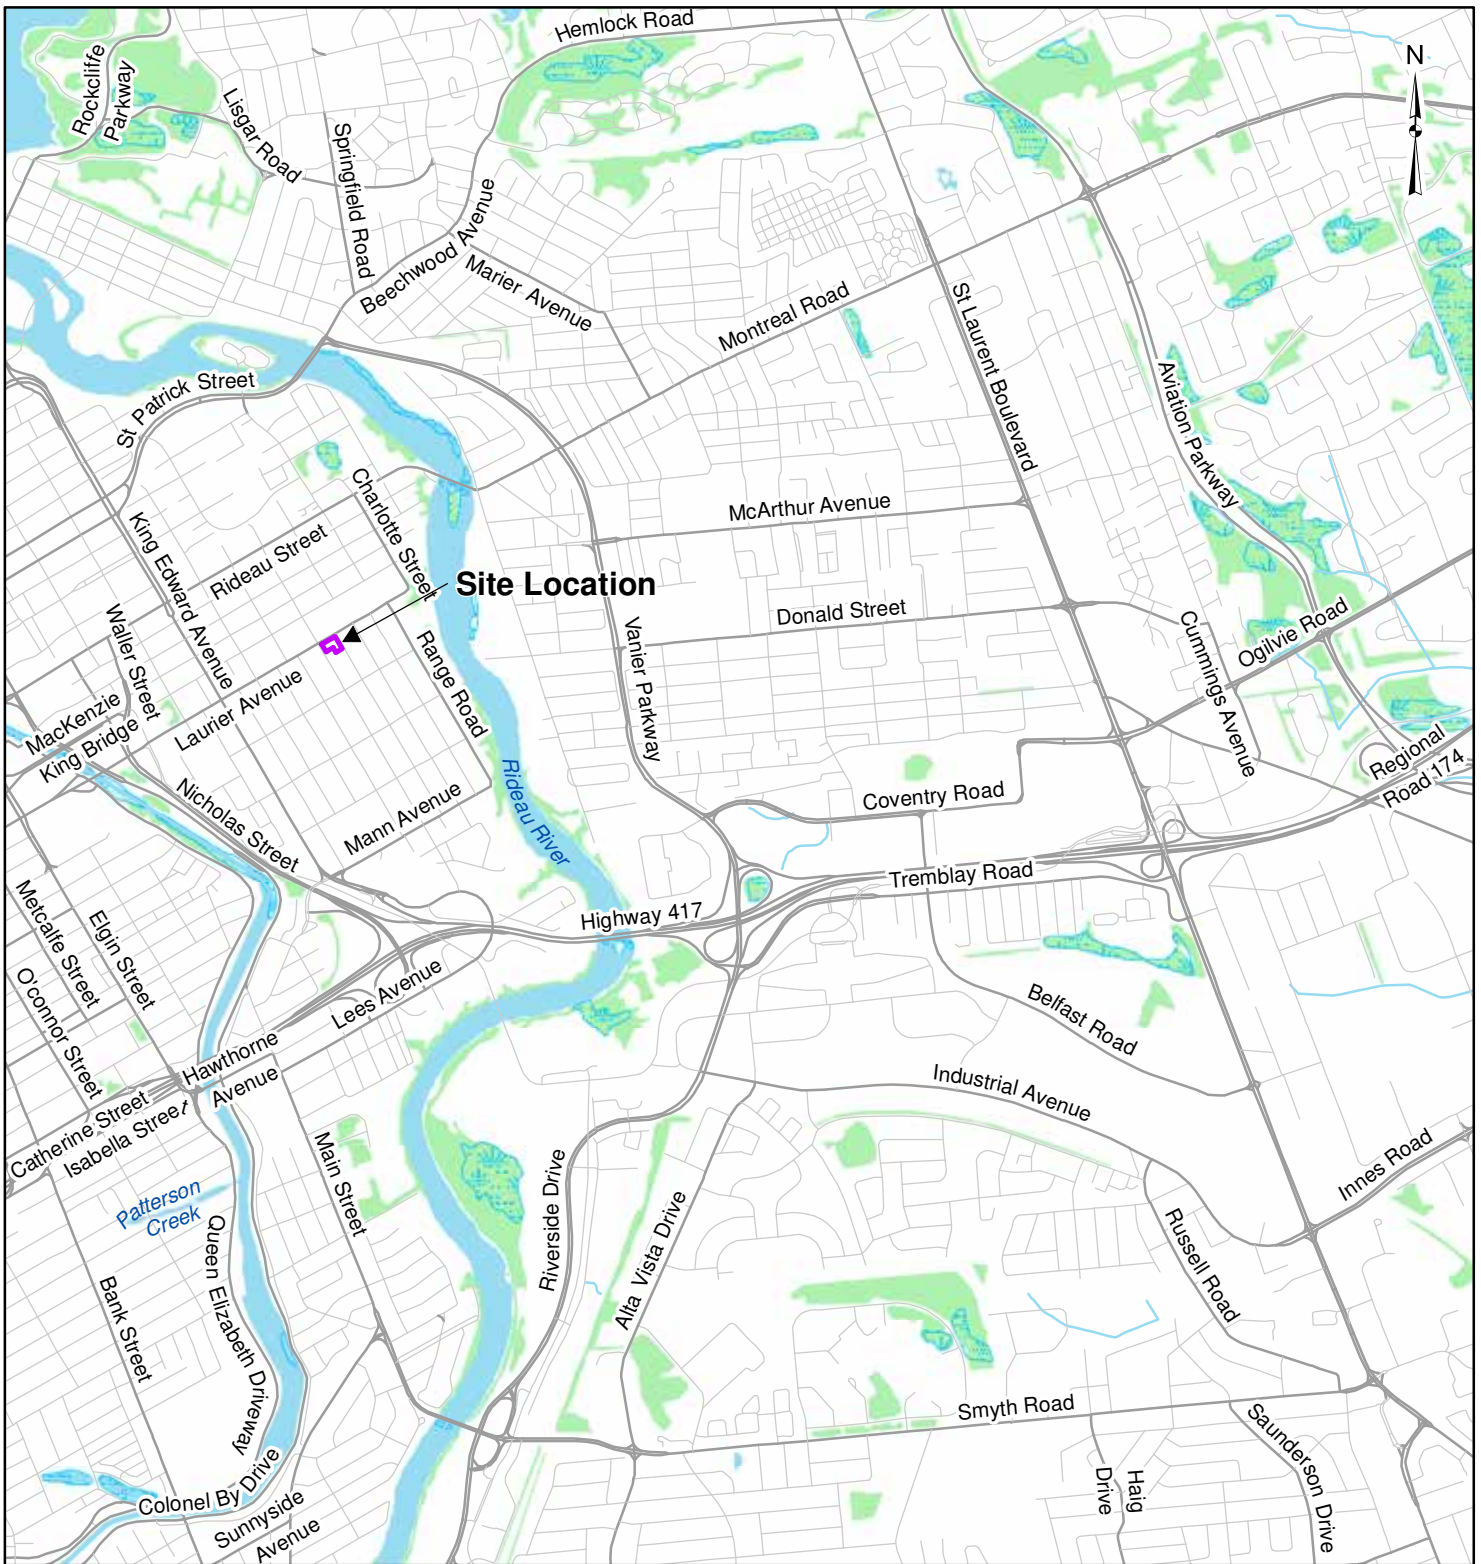 Hemlock Road
N
Rockcliffe
Parkway
Lisgar Road
Springfield Road
Beechwood Avenue
Marier Avenue
Montreal Road
St Laurent Boulevard
Aviation Parkway
St Patrick Street
Charlotte Street
McArthur Avenue
King Edward Avenue
Rideau Street
Site Location
Donald Street
Waller Street
Vanier Parkway
Cummings Avenue
Ogilvie Road
Range Road
Laurier Avenue
MacKenzie
King Bridge
Rideau River
Regional
Road 174
Nicholas Street
Mann Avenue
Coventry Road
Tremblay Road
Highway 417
Metcalfe Street
Elgin Street
O'connor Street
Lees Avenue
Belfast Road
Hawthorne
Avenue
Industrial Avenue
Catherine Street
Isabella Street
Main Street
Innes Road
Patterson
Creek
Queen Elizabeth Driveway
Riverside Drive
Alta Vista Drive
Russell Road
Bank Street
Smyth Road
Saunderson Drive
Haig
Drive
Colonel By Drive
Sunnyside
Avenue